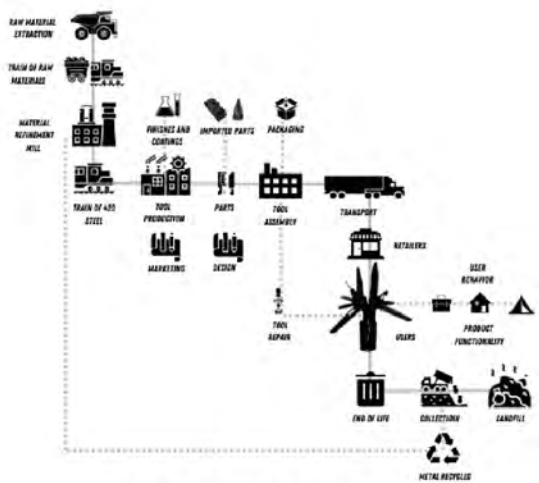 RAW MATERIAL
EXTRACTION
TRAIN OF RAW
MATERIALS
MATERIAL
REFINEMENT
MILL
FINISHES AND
COATINGS
IMPORTED PARTS
PACKAGING
TRAIN OF 420
STEEL
TOOL
PRODUCTION
PARTS
TOOL
ASSEMBLY
TRANSPORT
MARKETING
DESIGN
RETAILERS
USER
BEHAVIOR
TOOL
REPAIR
USERS
PRODUCT
FUNCTIONALITY
END OF LIFE
COLLECTION
LANDFILL
METAL RECYCLED